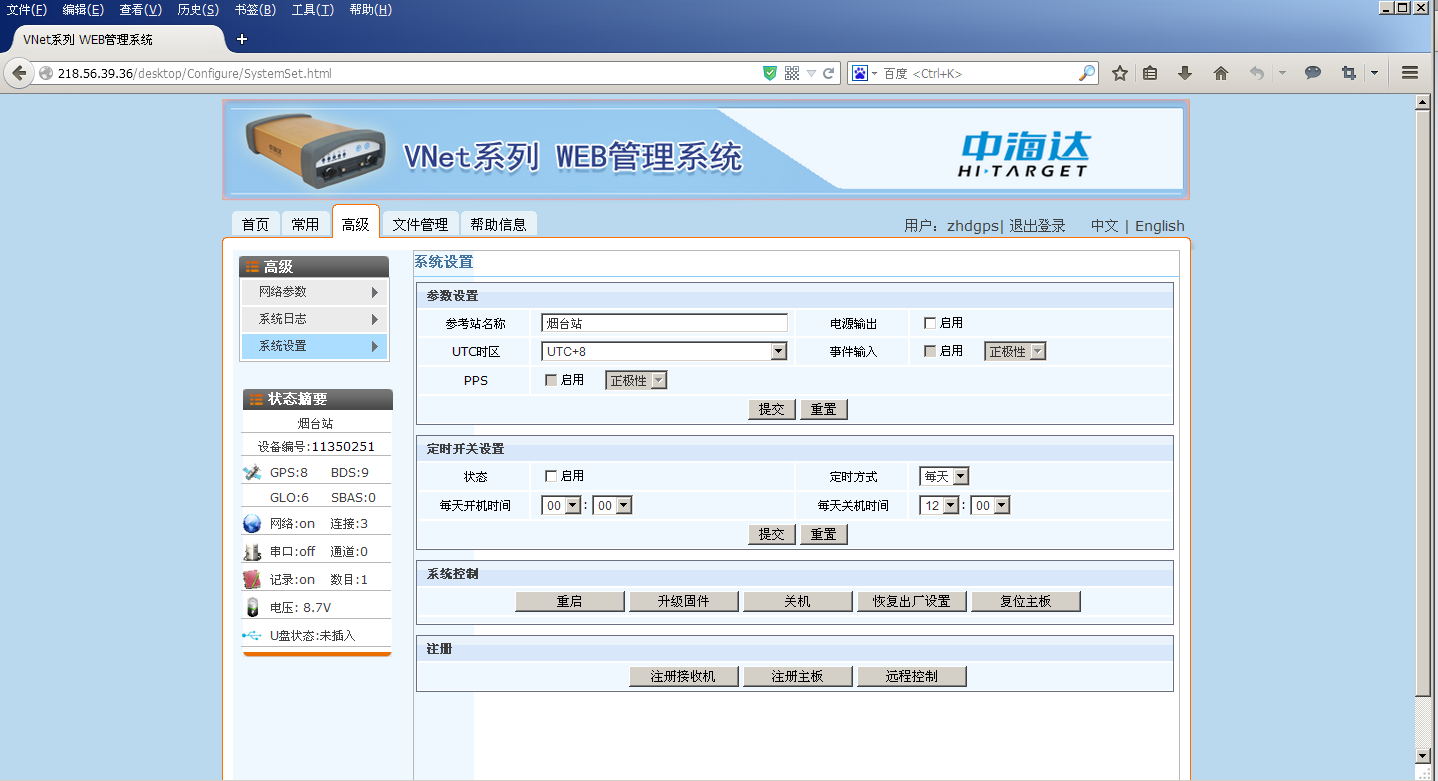 文件(F) 编辑(E) 查看(V) 历史(S) 书签(B) 工具(T) 帮助(H)
VNet系列 WEB管理系统 +
218.56.39.36/desktop/Configure/SystemSet.html 百度 <Ctrl+K>
VNet系列 WEB管理系统 中海达
HI·TARGET
首页 常用 高级 文件管理 帮助信息 用户: zhdgps| 退出登录 中文 | English
高级
网络参数
系统日志
系统设置
状态摘要
烟台站
设备编号:11350251
GPS:8 BDS:9
GLO:6 SBAS:0
网络:on 连接:3
串口:off 通道:0
记录:on 数目:1
电压: 8.7V
U盘状态:未插入
系统设置
参数设置
参考站名称 烟台站 电源输出 启用
UTC时区 UTC+8 事件输入 启用 正极性
PPS 启用 正极性
提交 重置
定时开关设置
状态 启用 定时方式 每天
每天开机时间 00 : 00 每天关机时间 12 : 00
提交 重置
系统控制
重启 升级固件 关机 恢复出厂设置 复位主板
注册
注册接收机 注册主板 远程控制